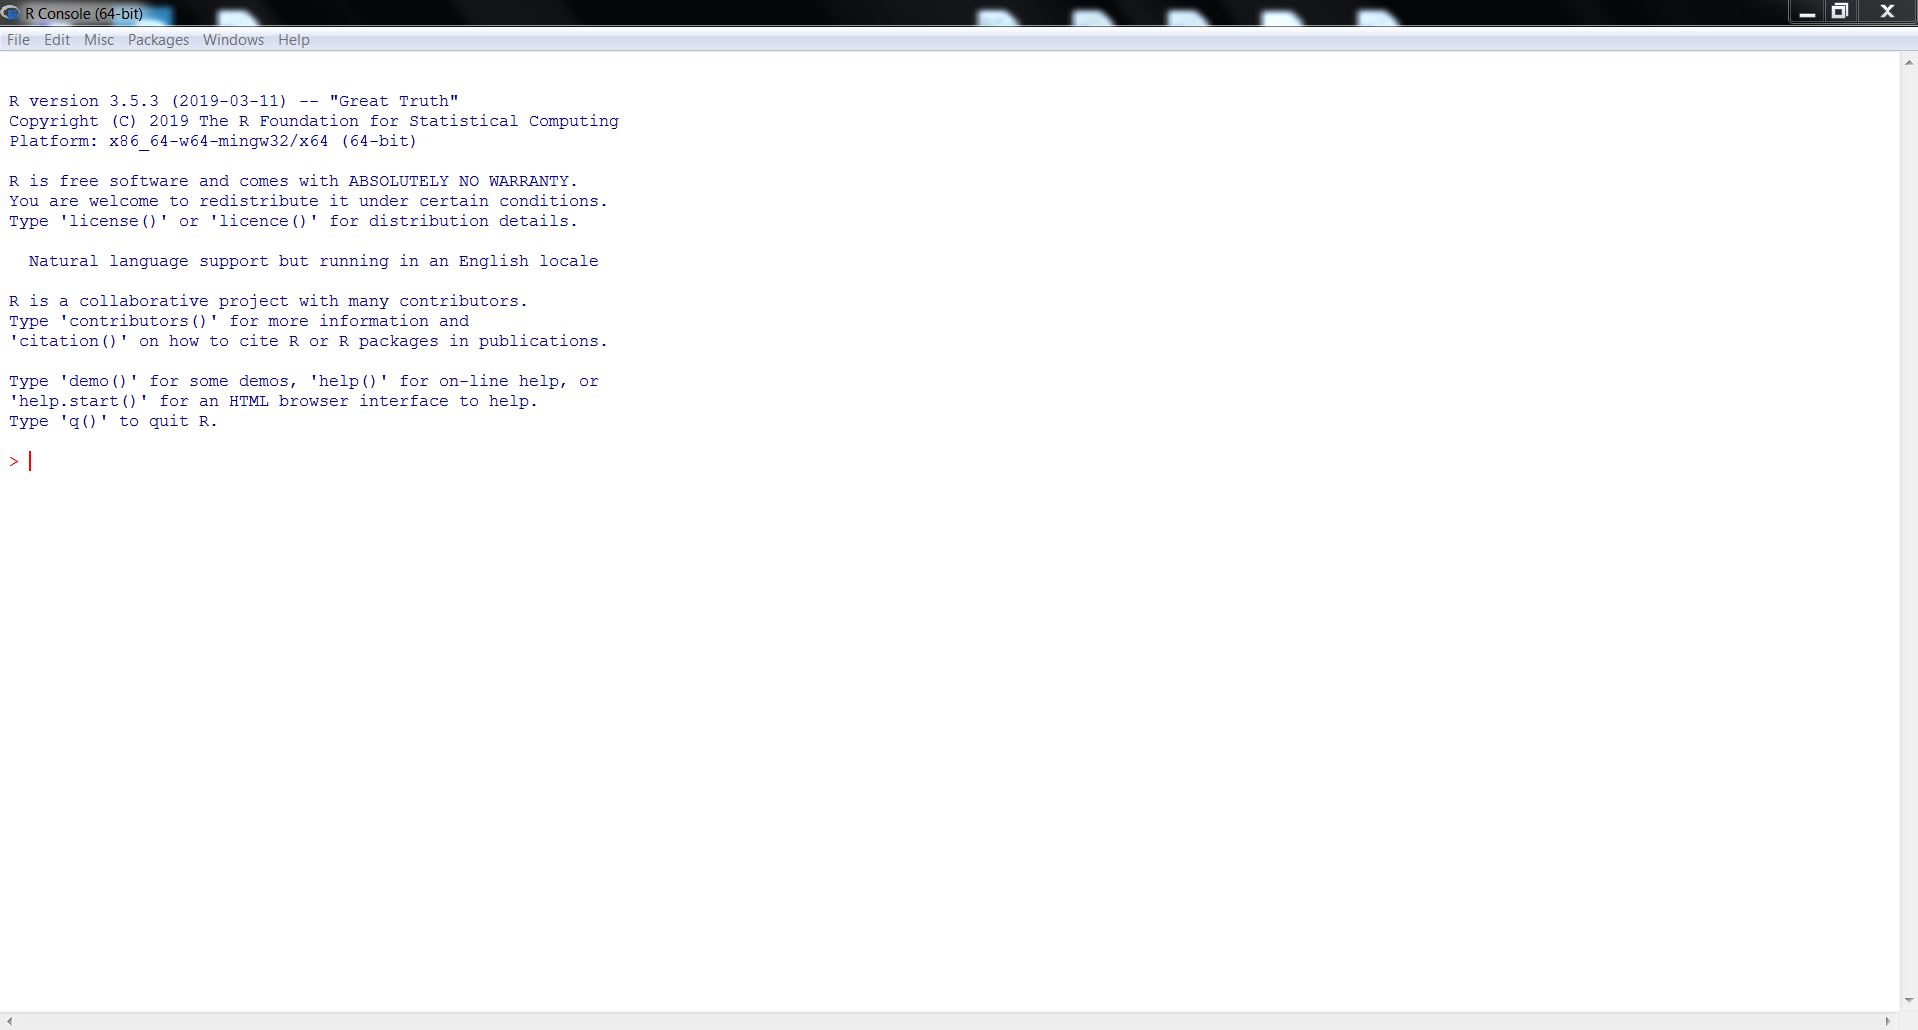 R Console (64-bit)
File Edit Misc Packages Windows Help
R version 3.5.3 (2019-03-11) -- "Great Truth"
Copyright (C) 2019 The R Foundation for Statistical Computing
Platform: x86_64-w64-mingw32/x64 (64-bit)
R is free software and comes with ABSOLUTELY NO WARRANTY.
You are welcome to redistribute it under certain conditions.
Type 'license()' or 'licence()' for distribution details.
Natural language support but running in an English locale
R is a collaborative project with many contributors.
Type 'contributors()' for more information and
'citation()' on how to cite R or R packages in publications.
Type 'demo()' for some demos, 'help()' for on-line help, or
'help.start()' for an HTML browser interface to help.
Type 'q()' to quit R.
>